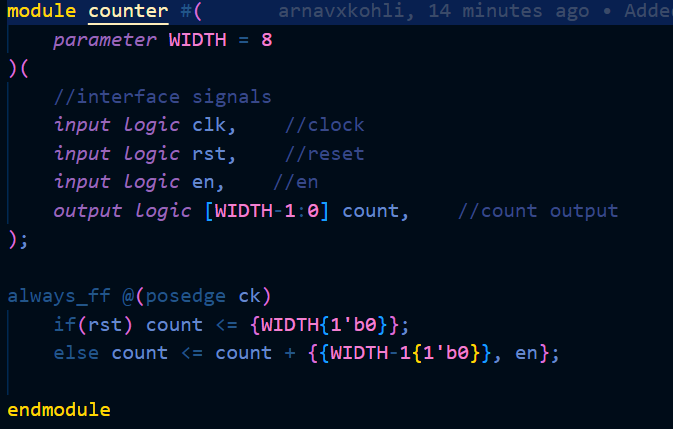 module counter #( arnavxkohli, 14 minutes ago • Added
parameter WIDTH = 8
)(
//interface signals
input logic clk, //clock
input logic rst, //reset
input logic en, //en
output logic [WIDTH-1:0] count, //count output
);
always_ff @(posedge ck)
if(rst) count <= {WIDTH{1'b0}};
else count <= count + {{WIDTH-1{1'b0}}, en};
endmodule